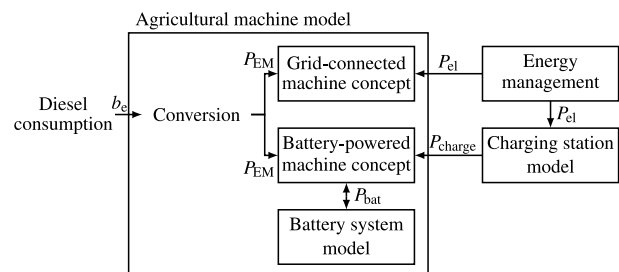 Agricultural machine model
Diesel
consumption
b_e
Conversion
P_EM
P_EM
Grid-connected
machine concept
Battery-powered
machine concept
P_bat
Battery system
model
P_el
Energy
management
P_el
P_charge
Charging station
model